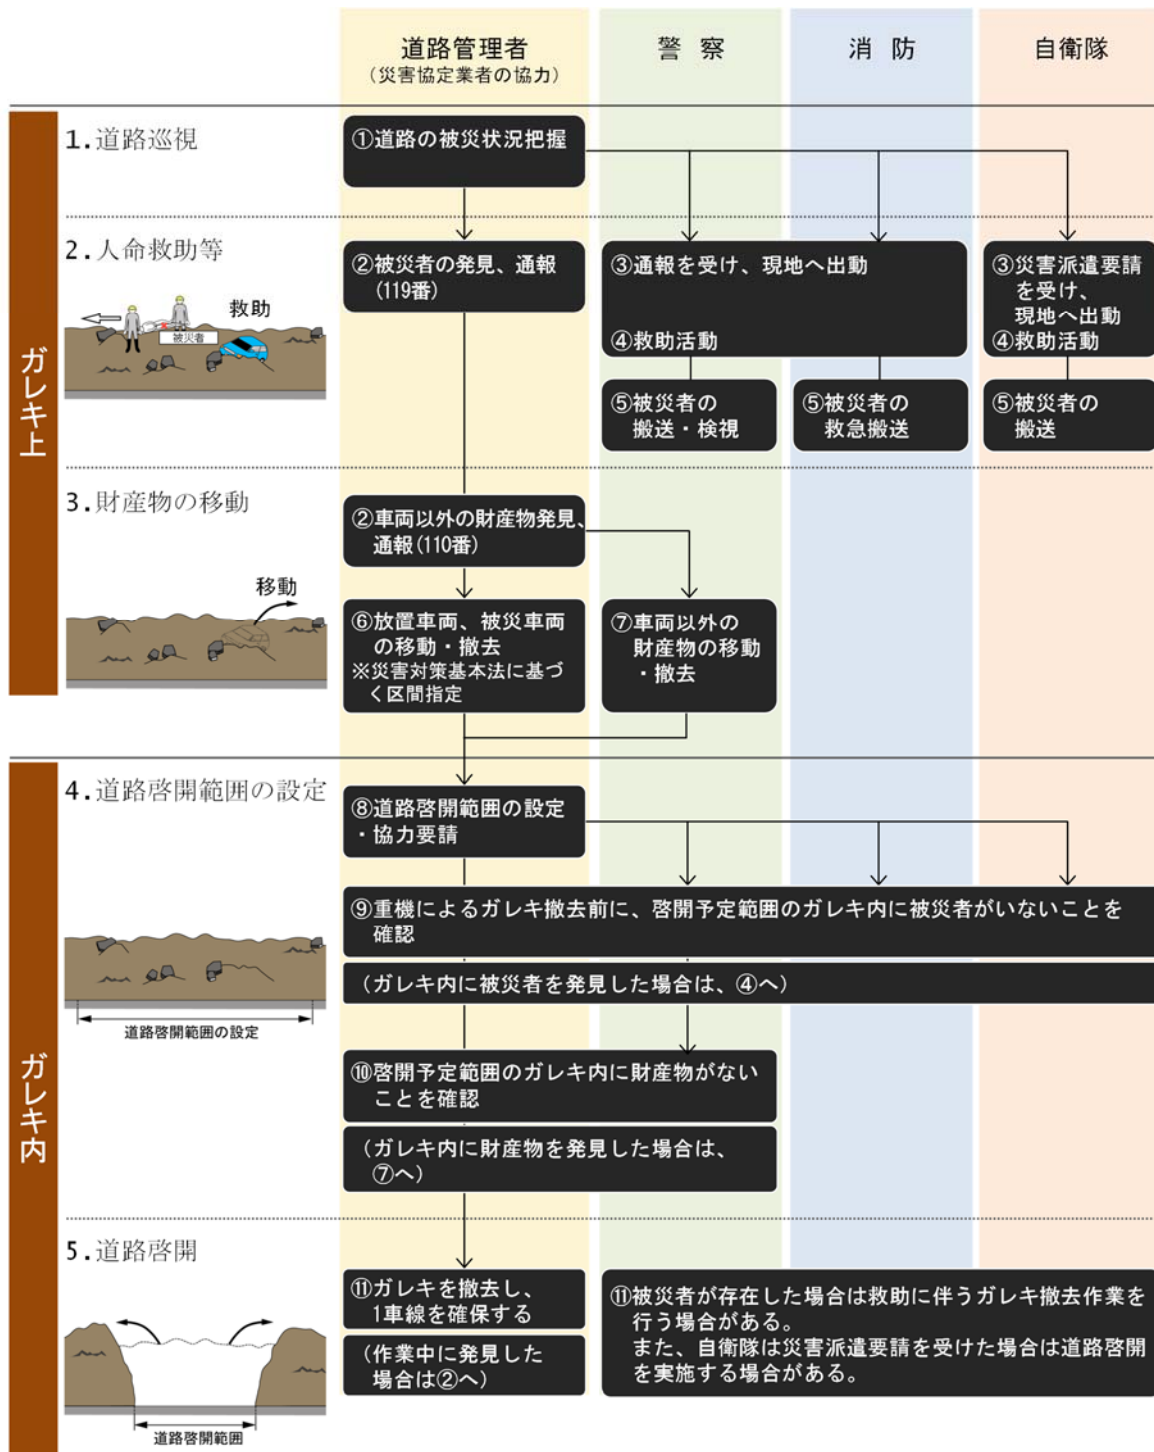 道路管理者
(災害協定業者の協力)
警 察
消 防
自衛隊
ガレキ上
1.道路巡視
①道路の被災状況把握
2.人命救助等
救助
被災者
②被災者の発見、通報
(119番)
③通報を受け、現地へ出動
④救助活動
③災害派遣要請
を受け、
現地へ出動
④救助活動
⑤被災者の
搬送・検視
⑤被災者の
救急搬送
⑤被災者の
搬送
3.財産物の移動
移動
②車両以外の財産物発見、
通報(110番)
⑥放置車両、被災車両
の移動・撤去
※災害対策基本法に基づ
く区間指定
⑦車両以外の
財産物の移動
・撤去
ガレキ内
4.道路啓開範囲の設定
道路啓開範囲の設定
⑧道路啓開範囲の設定
・協力要請
⑨重機によるガレキ撤去前に、啓開予定範囲のガレキ内に被災者がいないことを
確認
(ガレキ内に被災者を発見した場合は、④へ)
⑩啓開予定範囲のガレキ内に財産物がない
ことを確認
(ガレキ内に財産物を発見した場合は、
⑦へ)
5.道路啓開
道路啓開範囲
⑪ガレキを撤去し、
1車線を確保する
(作業中に発見した
場合は②へ)
⑪被災者が存在した場合は救助に伴うガレキ撤去作業を
行う場合がある。
また、自衛隊は災害派遣要請を受けた場合は道路啓開
を実施する場合がある。